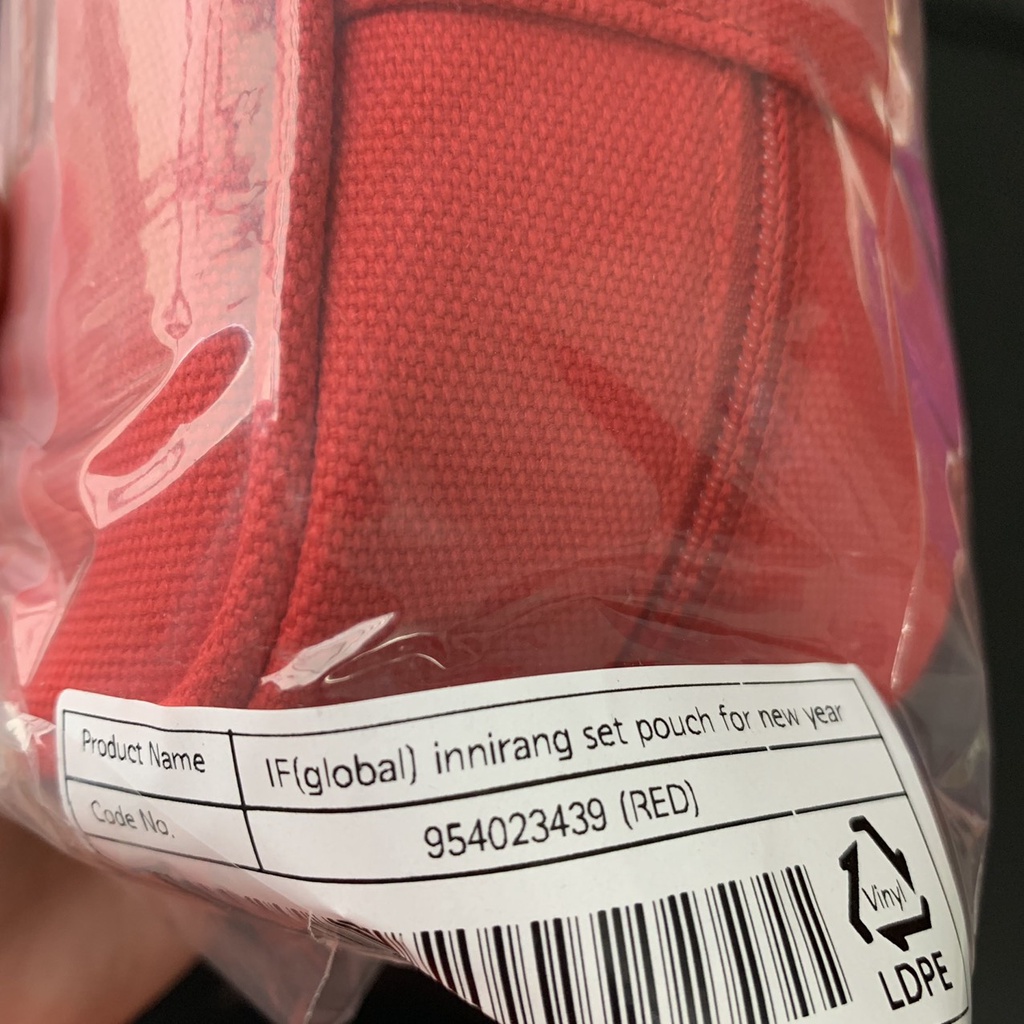 Product Name IF(global) innirang set pouch for new year
Code No. 954023439 (RED)
Vinyl
LDPE